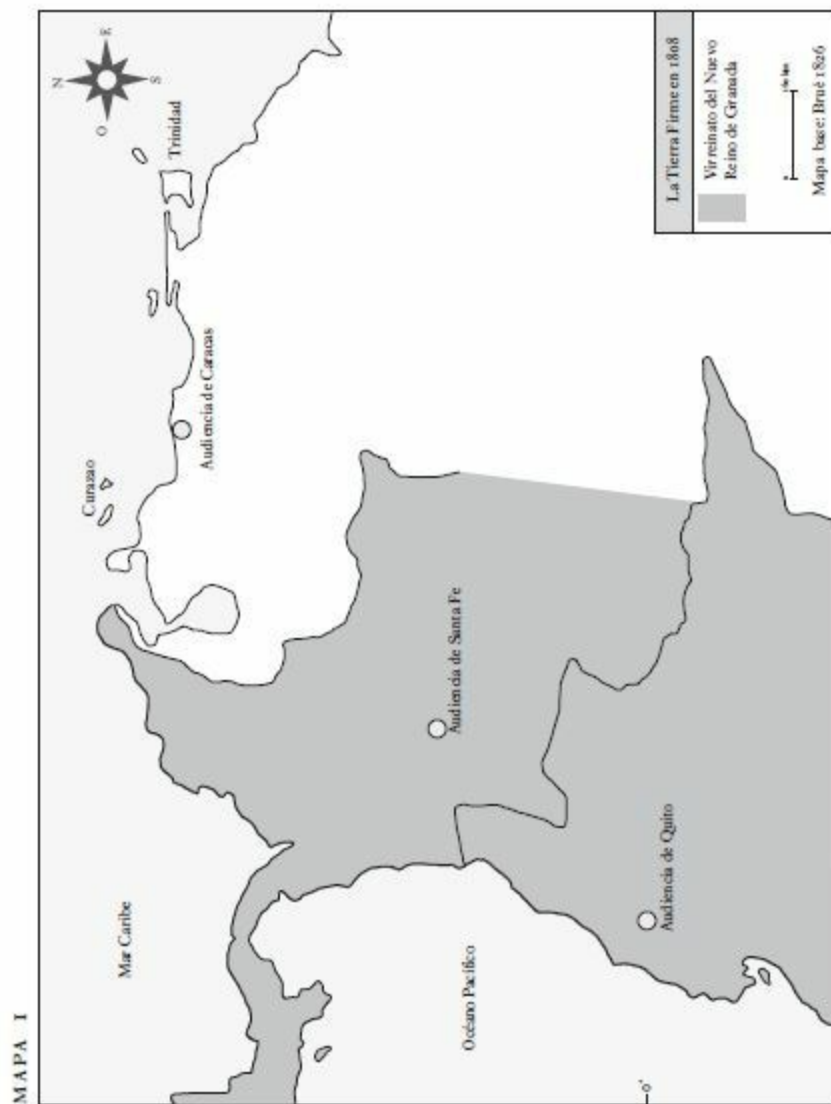 MAPA I
N
E
S
O
Trinidad
Curazao
Audiencia de Caracas
Mar Caribe
Audiencia de Santa Fe
Océano Pacífico
Audiencia de Quito
0°
La Tierra Firme en 1808
Virreinato del Nuevo
Reino de Granada
Mapa base: Brué 1826